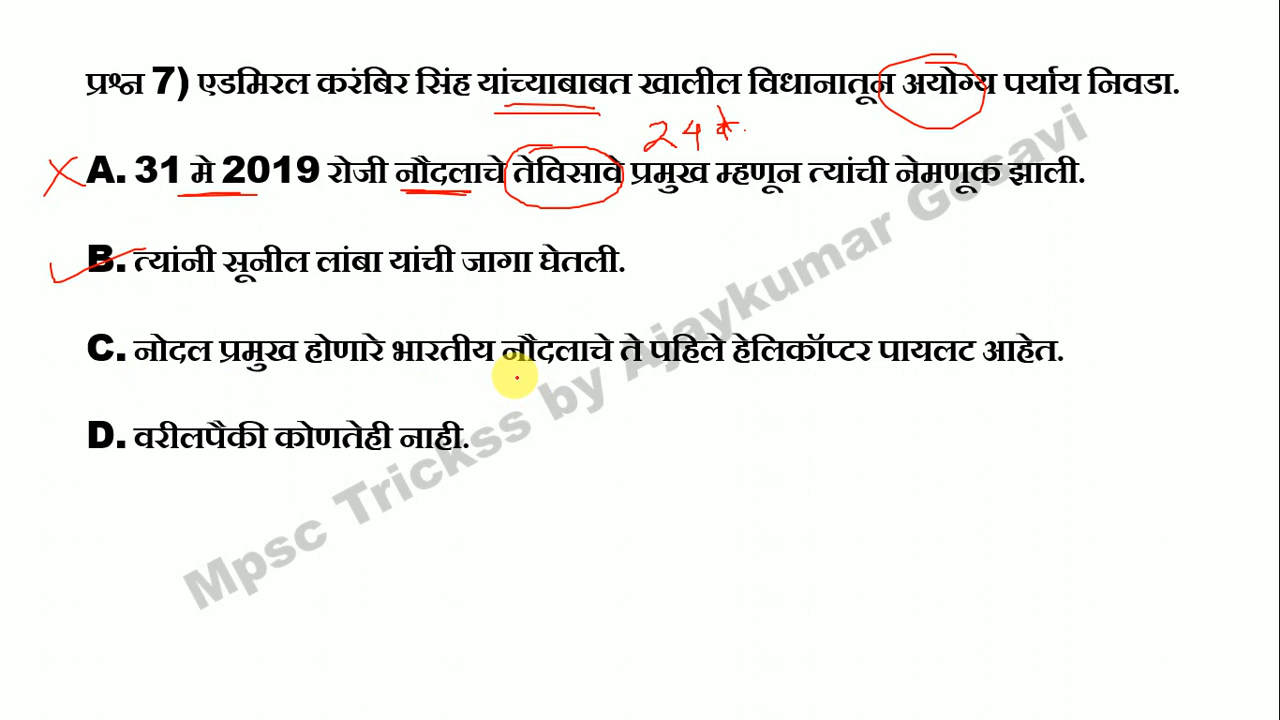 प्रश्न 7) एडमिरल करंबिर सिंह यांच्याबाबत खालील विधानातून अयोग्य पर्याय निवडा.
24
A. 31 मे 2019 रोजी नौदलाचे तेविसावे प्रमुख म्हणून त्यांची नेमणूक झाली.
B. त्यांनी सूनील लांबा यांची जागा घेतली.
C. नोदल प्रमुख होणारे भारतीय नौदलाचे ते पहिले हेलिकॉप्टर पायलट आहेत.
D. वरीलपैकी कोणतेही नाही.
Mpsc Trickss by Ajaykumar Gosavi